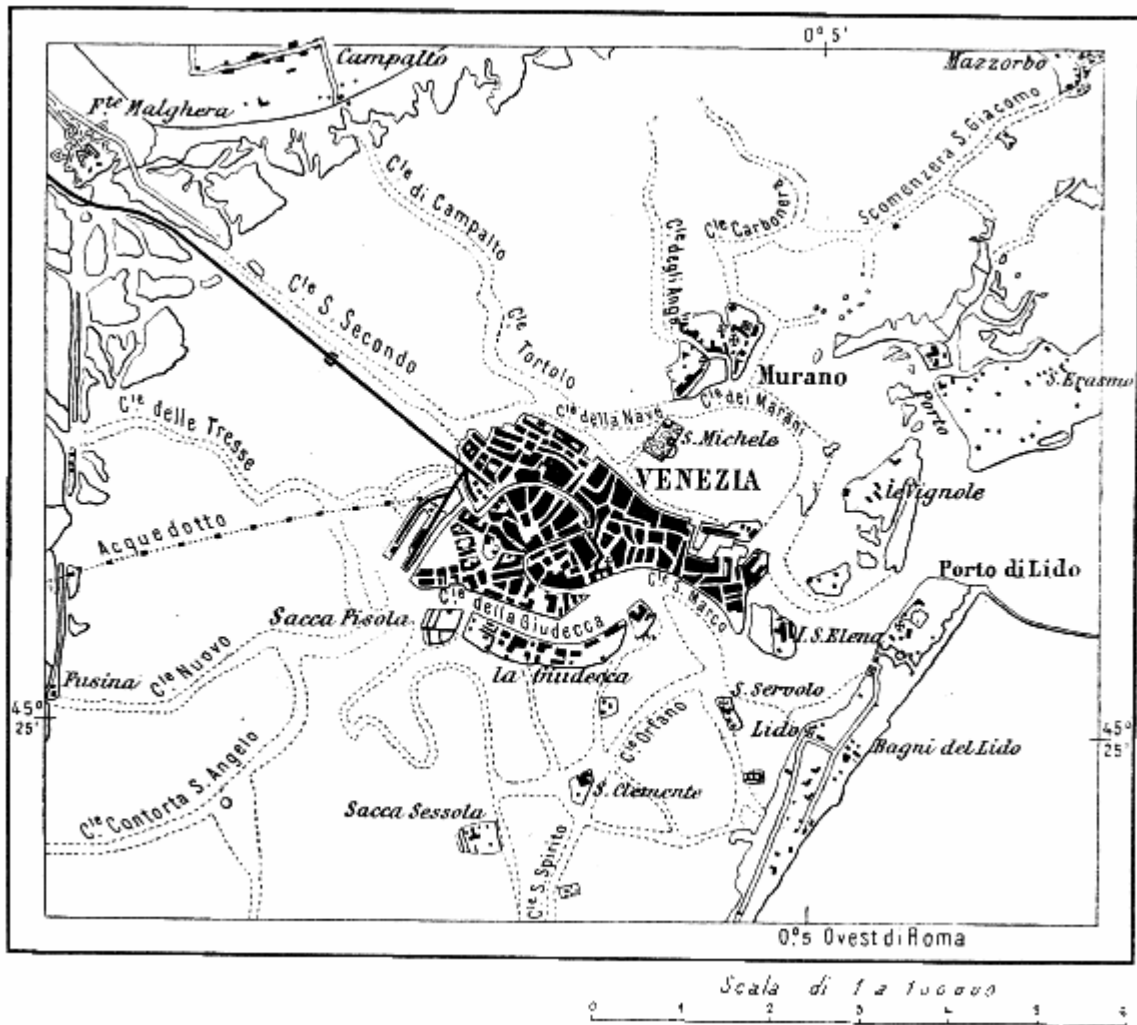 0° 5'
Campalto
Mazzorbo
Fte Malghera
Scomenzera S. Giacomo
Cle di Campalto
Cle Carbonera
Cle degli Angeli
Cle S. Secondo
Cle Tortolo
Murano
S. Erasmo
Porto
Cle delle Tresse
Cle della Nave
Cle dei Marani
S. Michele
VENEZIA
le Vignole
Acquedotto
Porto di Lido
Cle S. Marco
Cle della Giudecca
Sacca Pisola
I. S. Elena
la Giudecca
Cle Nuovo
Fusina
S. Servolo
45°
25'
Cle Orfano
Lido
Bagni del Lido
45°
25'
Cle Contorta S. Angelo
S. Clemente
Sacca Sessola
Cle S. Spirito
0°5 Ovest di Roma
Scala di 1 a
0 1 2 3 4 5 6